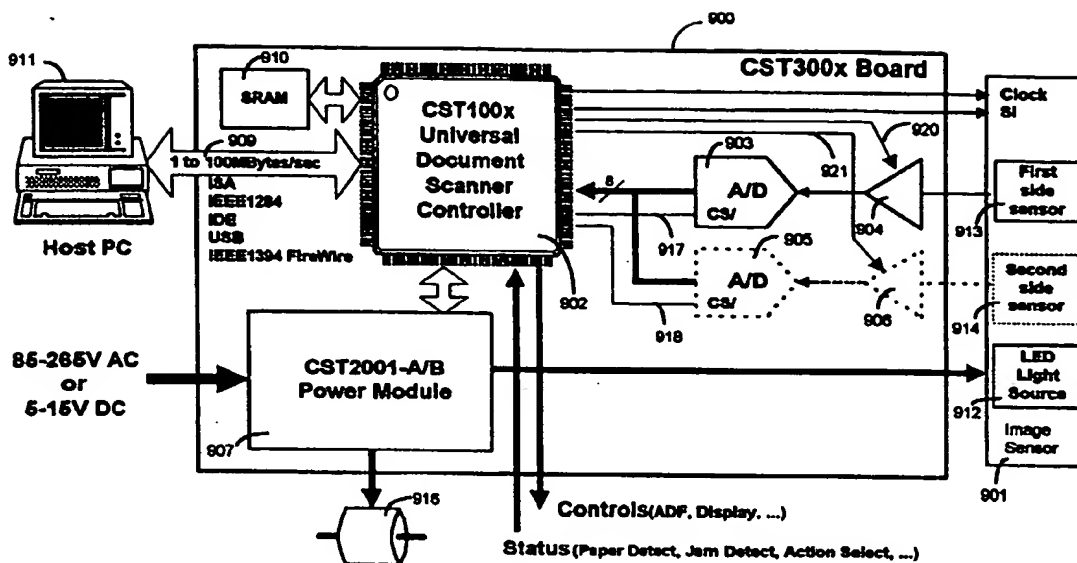 900
911
910
SRAM
CST100x
Universal
Document
Scanner
Controller
902
CST300x Board
Clock
SI
920
921
903
A/D
CS/
904
First
side
sensor
913
909
1 to 100MBytes/sec
ISA
IEEE1284
IDE
USB
IEEE1394 FireWire
Host PC
8
917
905
A/D
CS/
906
918
Second
side
sensor
914
85-265V AC
or
5-15V DC
CST2001-A/B
Power Module
907
LED
Light
Source
912
Image
Sensor
901
915
Controls(ADF, Display, ...)
Status(Paper Detect, Jam Detect, Action Select, ...)